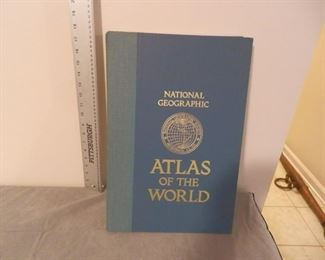 NATIONAL
GEOGRAPHIC
ATLAS
OF THE
WORLD
PITTSBURGH